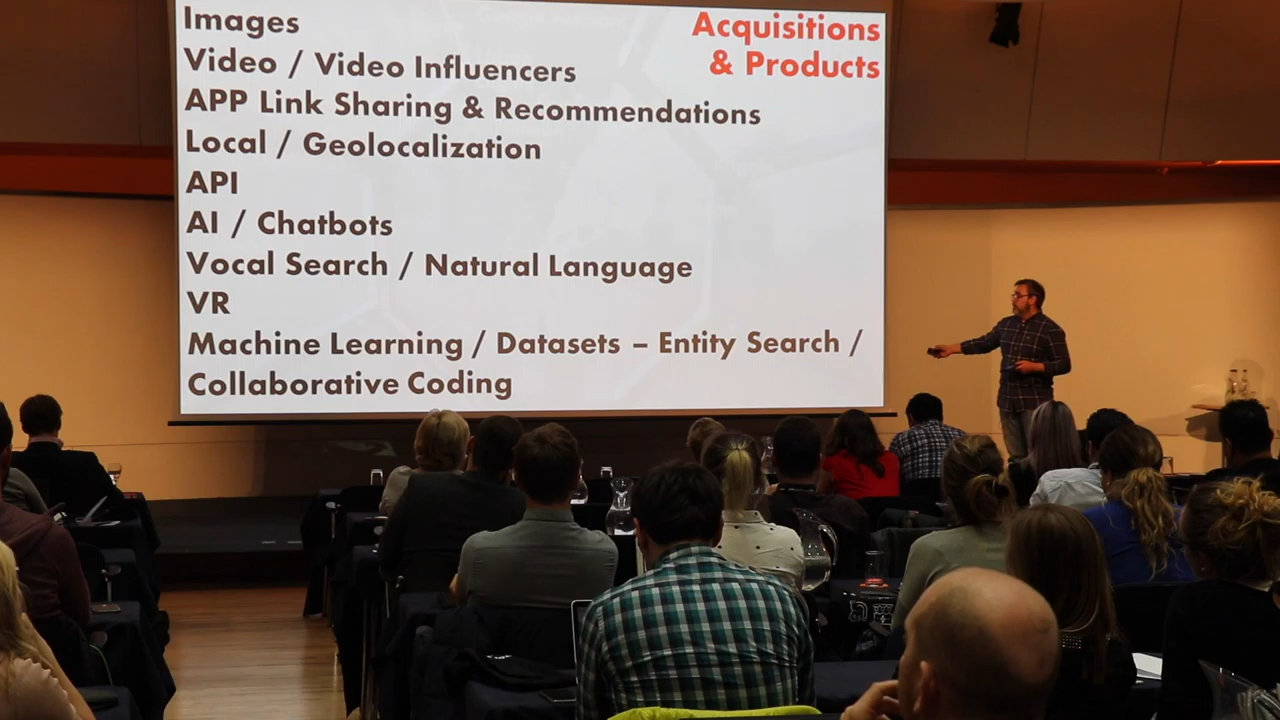 Acquisitions
& Products
Images
Video / Video Influencers
APP Link Sharing & Recommendations
Local / Geolocalization
API
AI / Chatbots
Vocal Search / Natural Language
VR
Machine Learning / Datasets – Entity Search /
Collaborative Coding